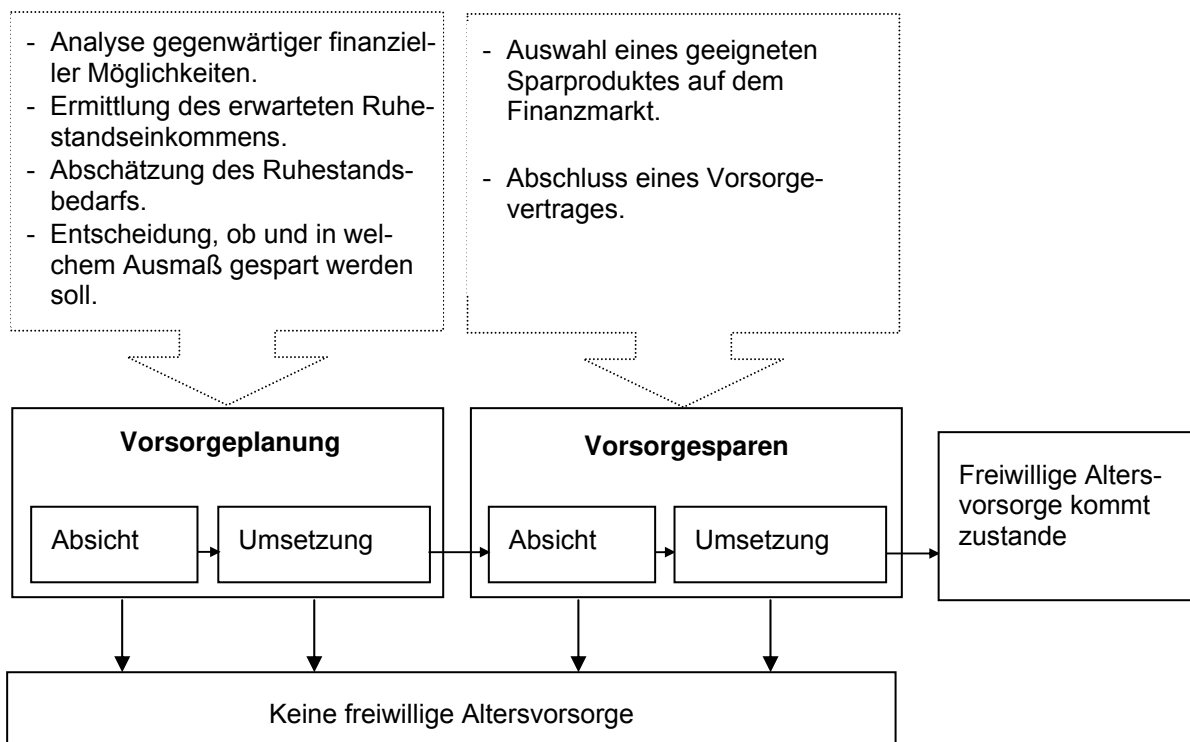 - Analyse gegenwärtiger finanziel-
ler Möglichkeiten.
- Ermittlung des erwarteten Ruhe-
standseinkommens.
- Abschätzung des Ruhestands-
bedarfs.
- Entscheidung, ob und in wel-
chem Ausmaß gespart werden
soll.
- Auswahl eines geeigneten
Sparproduktes auf dem
Finanzmarkt.
- Abschluss eines Vorsorge-
vertrages.
Vorsorgeplanung
Absicht
Umsetzung
Vorsorgesparen
Absicht
Umsetzung
Freiwillige Alters-
vorsorge kommt
zustande
Keine freiwillige Altersvorsorge